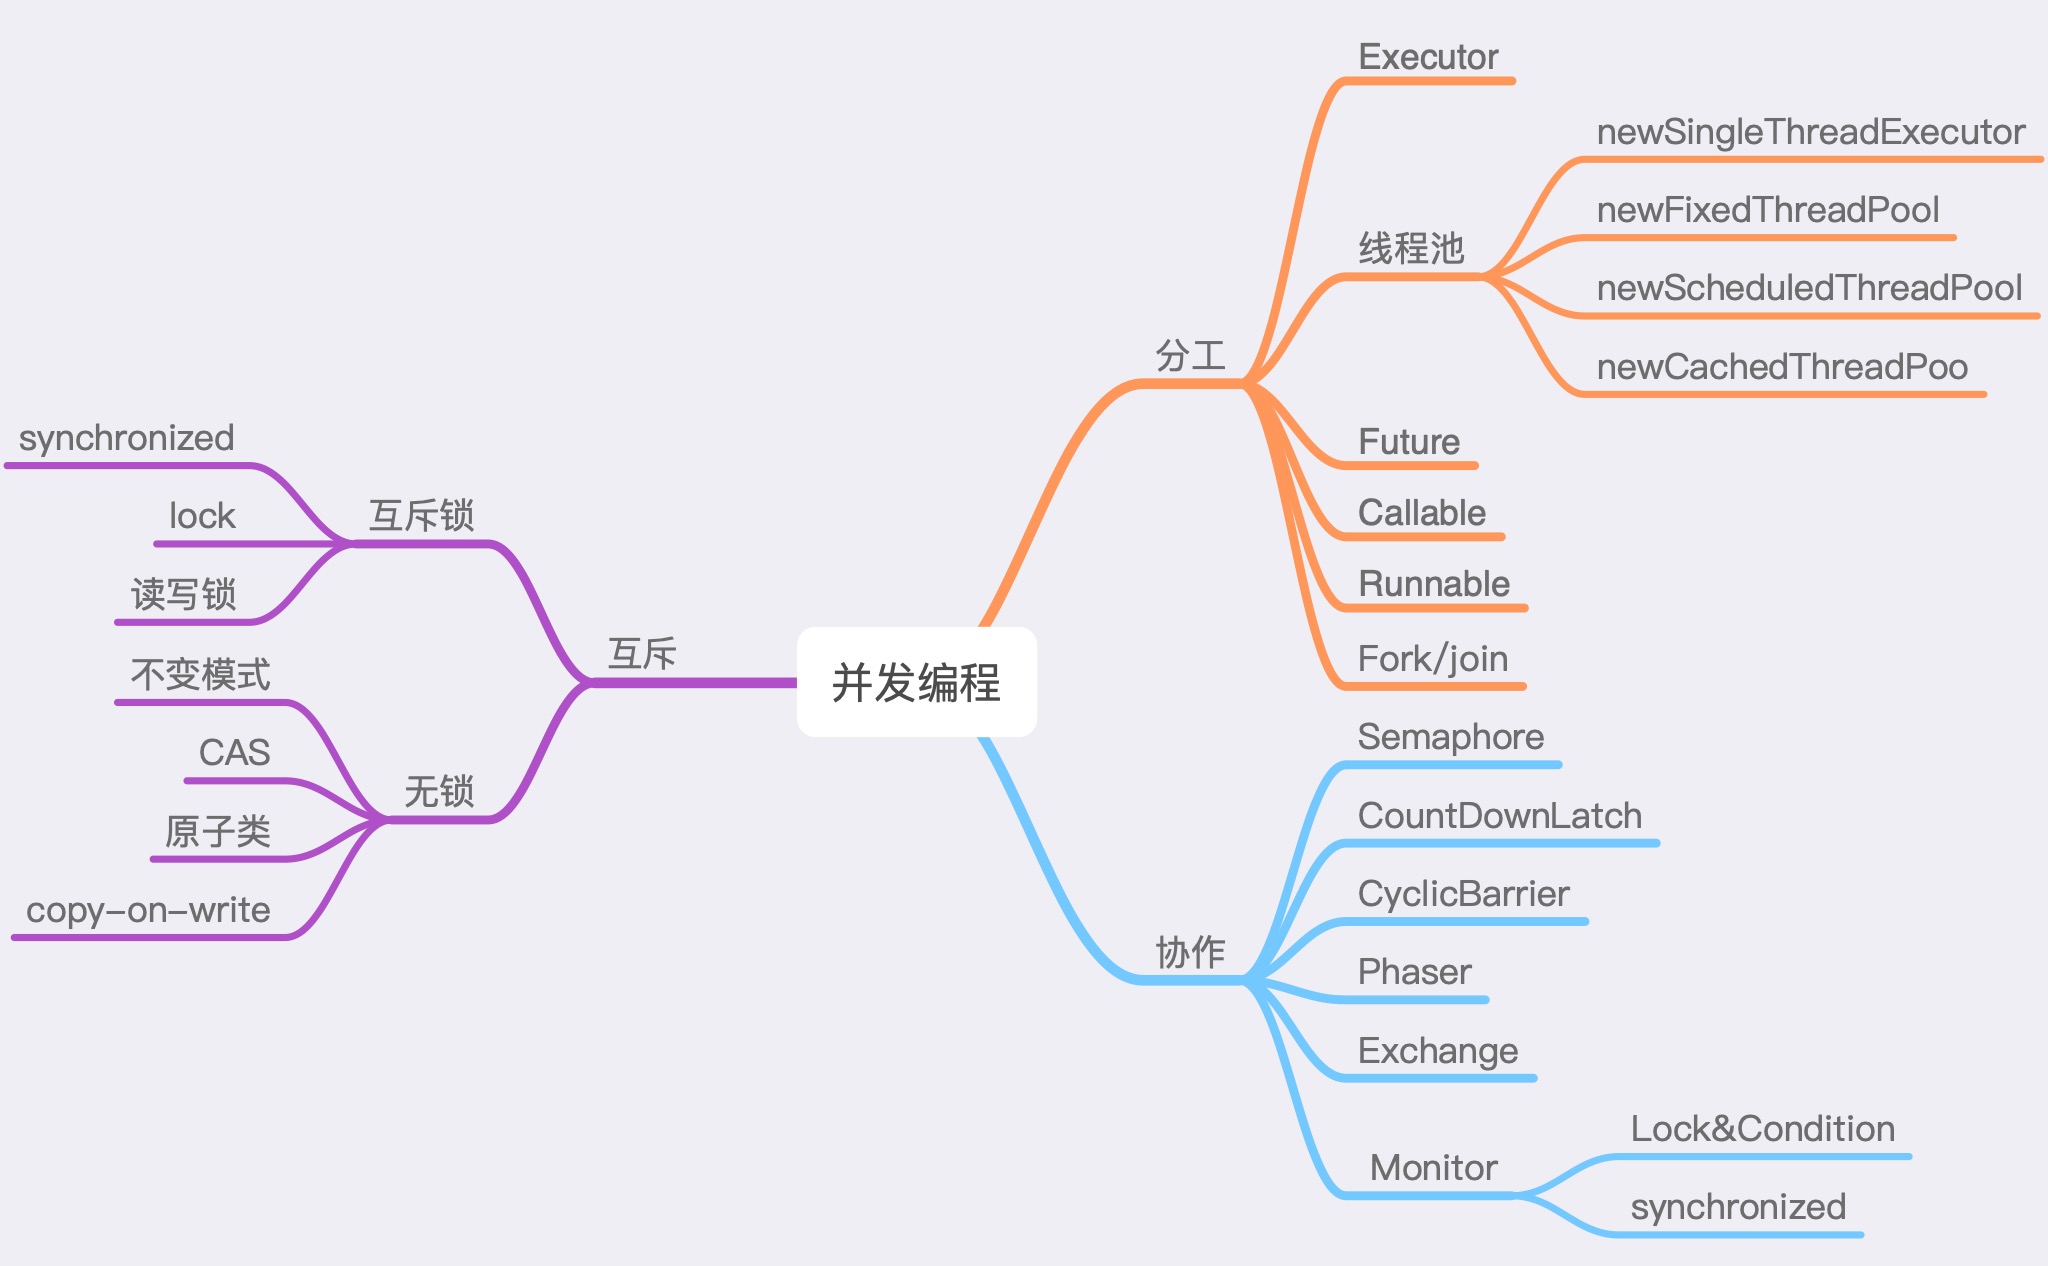 并发编程
分工
Executor
线程池
newSingleThreadExecutor
newFixedThreadPool
newScheduledThreadPool
newCachedThreadPoo
Future
Callable
Runnable
Fork/join
协作
Semaphore
CountDownLatch
CyclicBarrier
Phaser
Exchange
Monitor
Lock&Condition
synchronized
互斥
互斥锁
synchronized
lock
读写锁
无锁
不变模式
CAS
原子类
copy-on-write